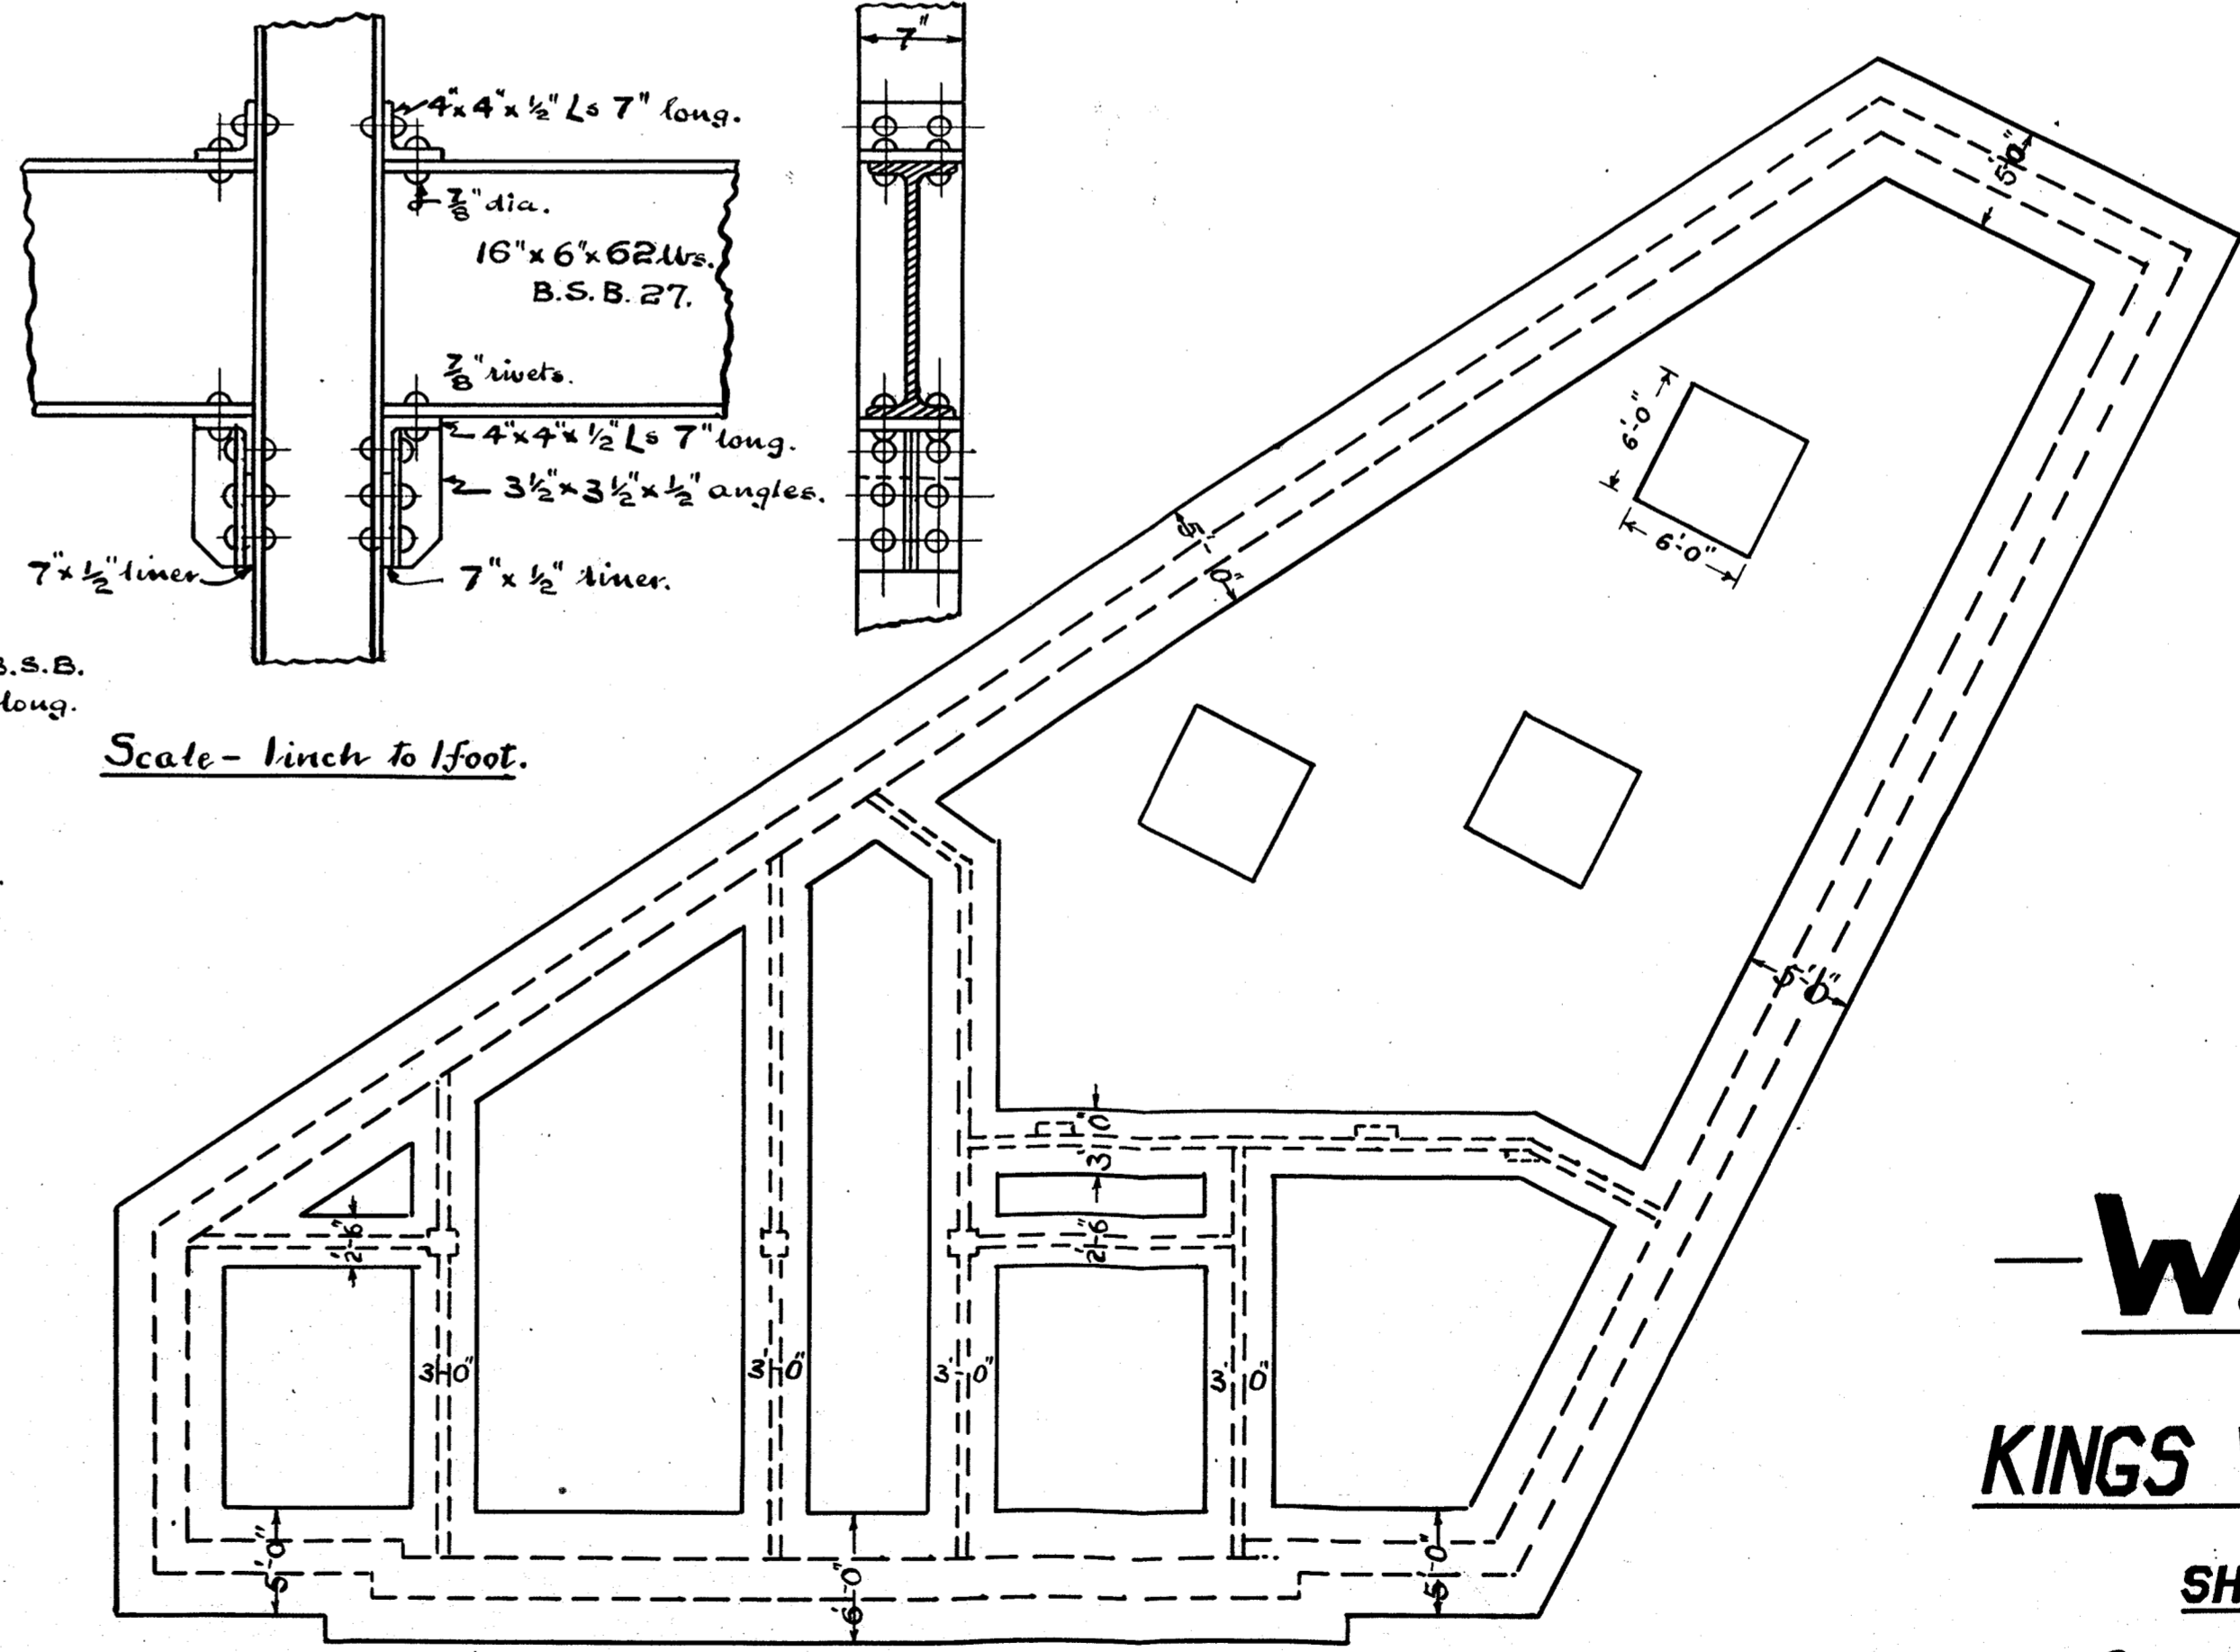 4"x 4"x ½" Ls 7" long.
7"
⅞" dia.
16" x 6" x 62 lbs.
B.S.B. 27.
⅞" rivets.
4"x 4"x ½" Ls 7" long.
3½" x 3½" x ½" angles.
7" x ½" liner
7" x ½" liner.
B.S.B.
long.
Scale - 1 inch to 1 foot.
5'-0"
6'-0"
6'-0"
5'-0"
5'-0"
3'-0"
2'-6"
2'-6"
3'-0"
3'-0"
3'-0"
3'-0"
5'-0"
6'-0"
5'-0"
— W
KINGS
SH